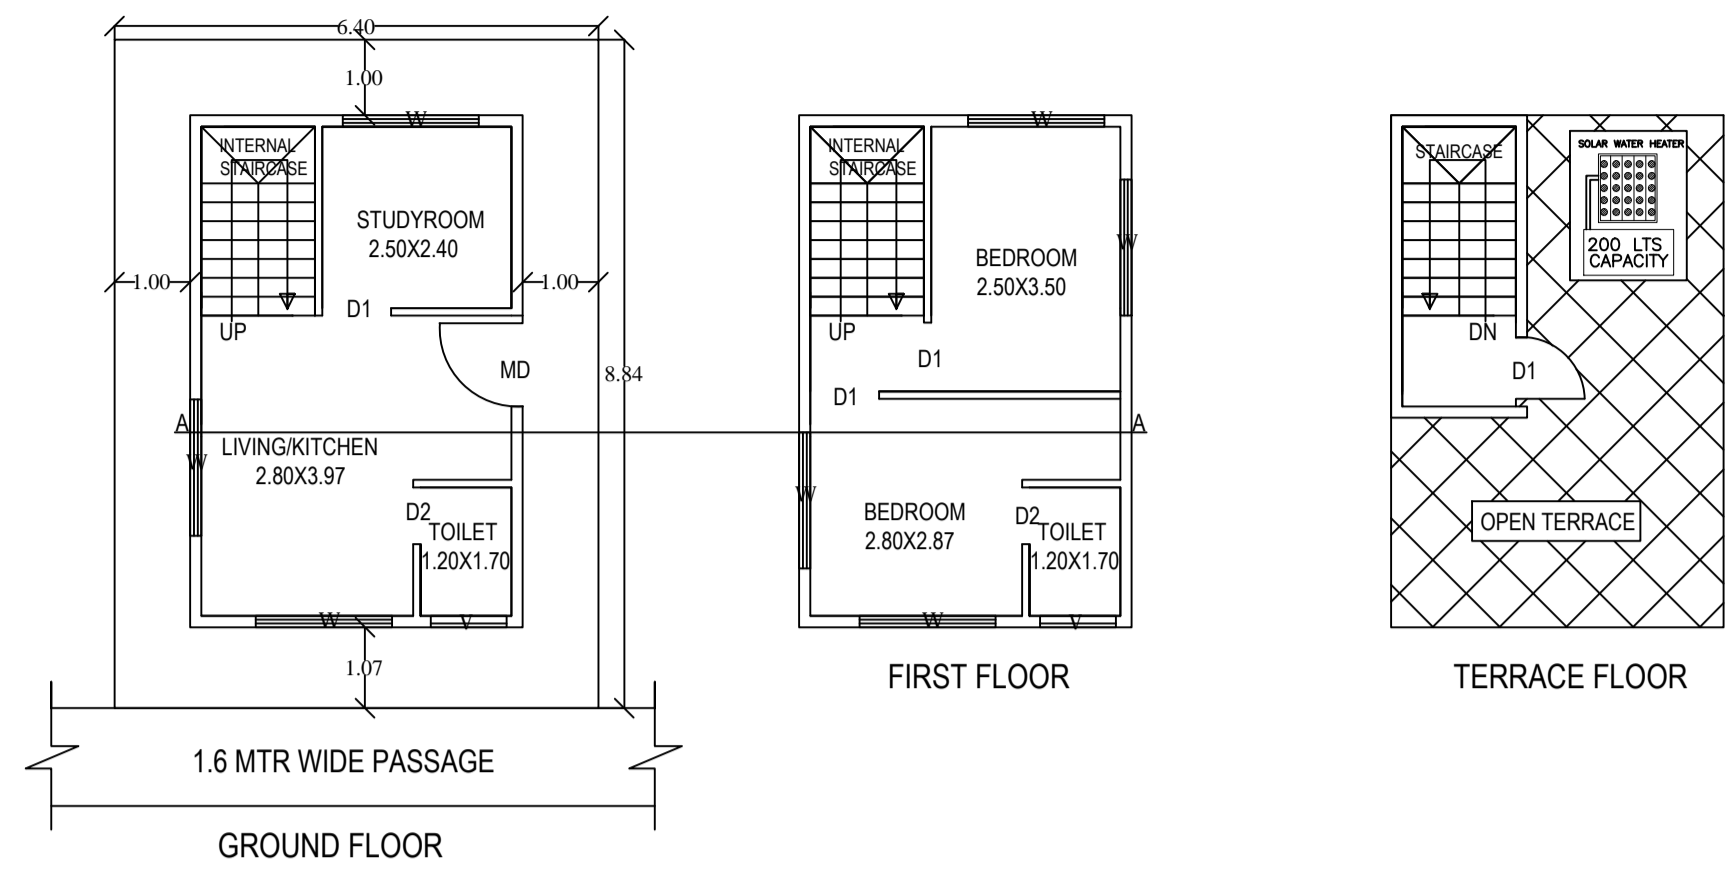 6.40
1.00
W
INTERNAL
STAIRCASE
STUDYROOM
2.50X2.40
1.00
1.00
D1
UP
MD
8.84
A
LIVING/KITCHEN
2.80X3.97
W
D2
TOILET
1.20X1.70
W
V
1.07
1.6 MTR WIDE PASSAGE
GROUND FLOOR
W
INTERNAL
STAIRCASE
W
BEDROOM
2.50X3.50
UP
D1
D1
A
W
BEDROOM
2.80X2.87
D2
TOILET
1.20X1.70
W
V
FIRST FLOOR
STAIRCASE
SOLAR WATER HEATER
200 LTS
CAPACITY
DN
D1
OPEN TERRACE
TERRACE FLOOR